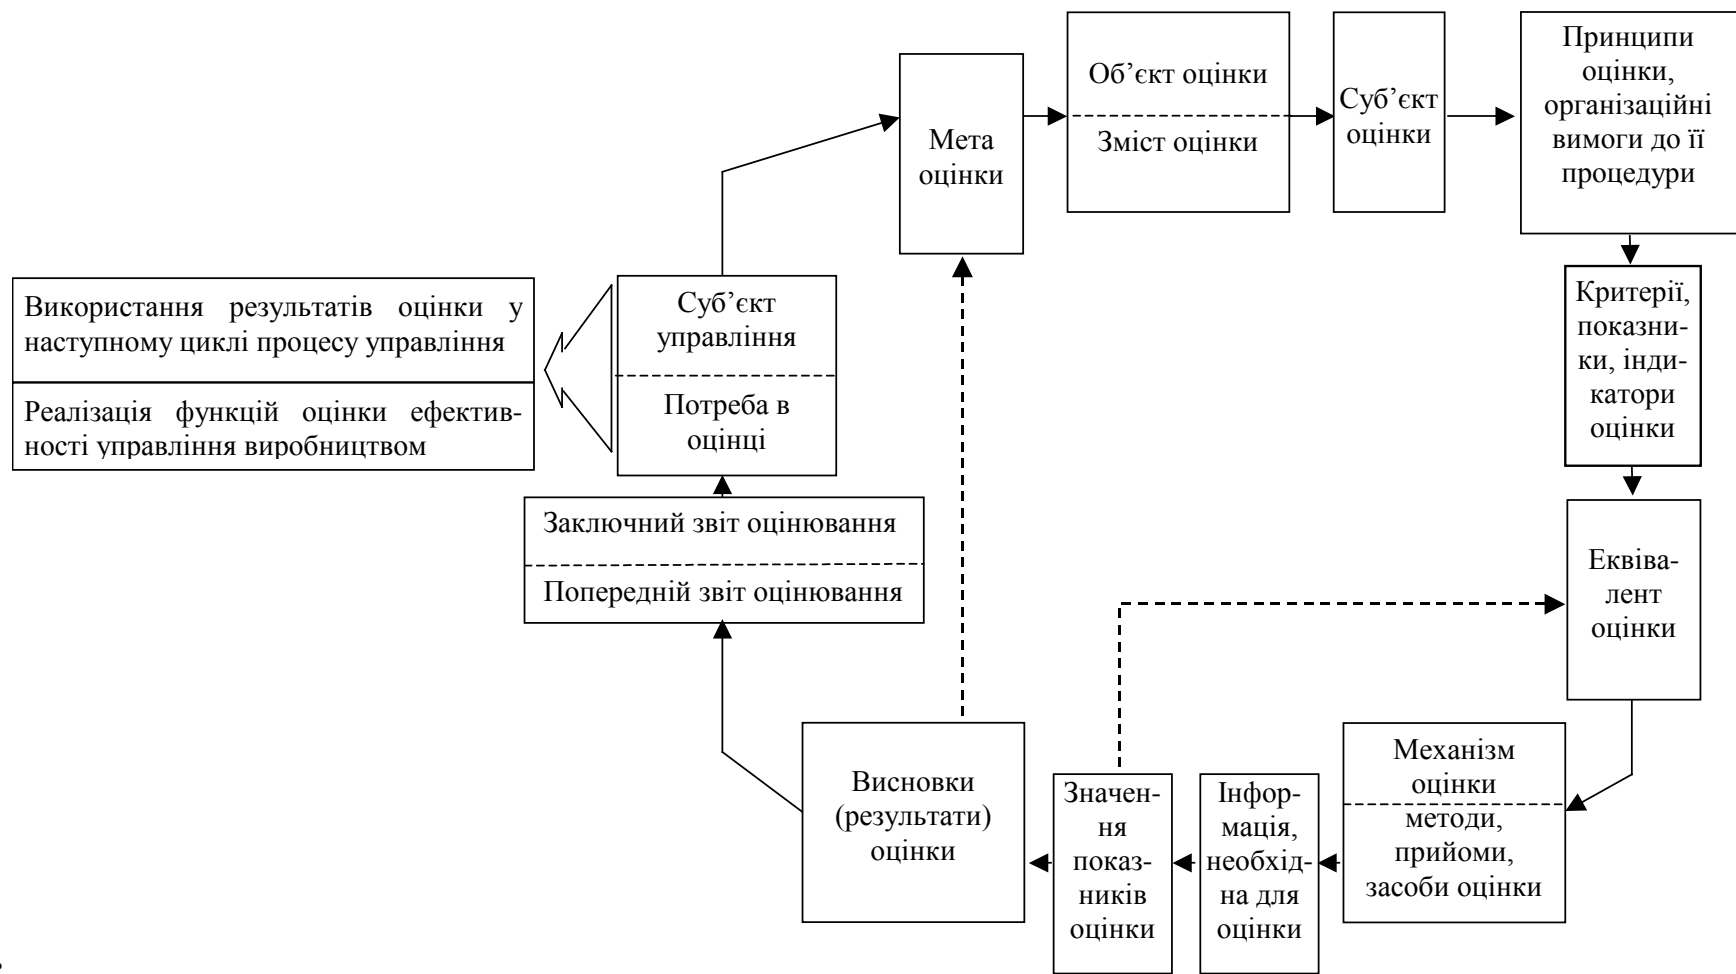 Мета
оцінки
Об’єкт оцінки
Зміст оцінки
Суб’єкт
оцінки
Принципи
оцінки,
організаційні
вимоги до її
процедури
Критерії,
показни-
ки, інди-
катори
оцінки
Еквіва-
лент
оцінки
Механізм
оцінки
методи,
прийоми,
засоби оцінки
Інфор-
мація,
необхід-
на для
оцінки
Значен-
ня
показ-
ників
оцінки
Висновки
(результати)
оцінки
Заключний звіт оцінювання
Попередній звіт оцінювання
Суб’єкт
управління
Потреба в
оцінці
Використання результатів оцінки у
наступному циклі процесу управління
Реалізація функцій оцінки ефектив-
ності управління виробництвом